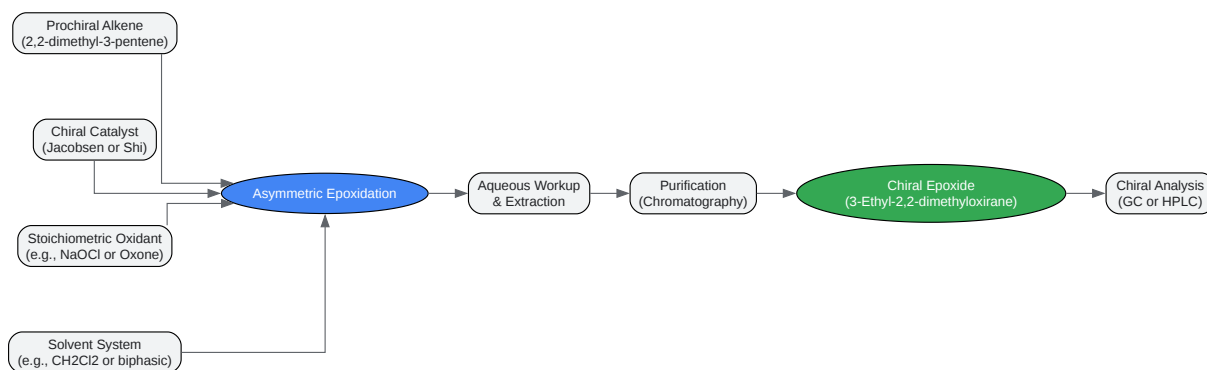 Prochiral Alkene
(2,2-dimethyl-3-pentene)
Chiral Catalyst
(Jacobsen or Shi)
Stoichiometric Oxidant
(e.g., NaOCl or Oxone)
Solvent System
(e.g., CH2Cl2 or biphasic)
Asymmetric Epoxidation
Aqueous Workup
& Extraction
Purification
(Chromatography)
Chiral Epoxide
(3-Ethyl-2,2-dimethyloxirane)
Chiral Analysis
(GC or HPLC)